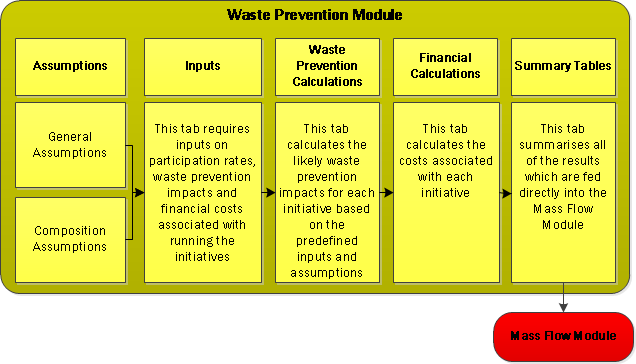 Waste Prevention Module
Assumptions
Inputs
Waste
Prevention
Calculations
Financial
Calculations
Summary Tables
General
Assumptions
Composition
Assumptions
This tab requires
inputs on
participation rates,
waste prevention
impacts and
financial costs
associated with
running the
initiatives
This tab
calculates the
likely waste
prevention
impacts for each
initiative based
on the
predefined
inputs and
assumptions
This tab
calculates the
costs associated
with each
initiative
This tab
summarises all
of the results
which are fed
directly into the
Mass Flow
Module
Mass Flow Module